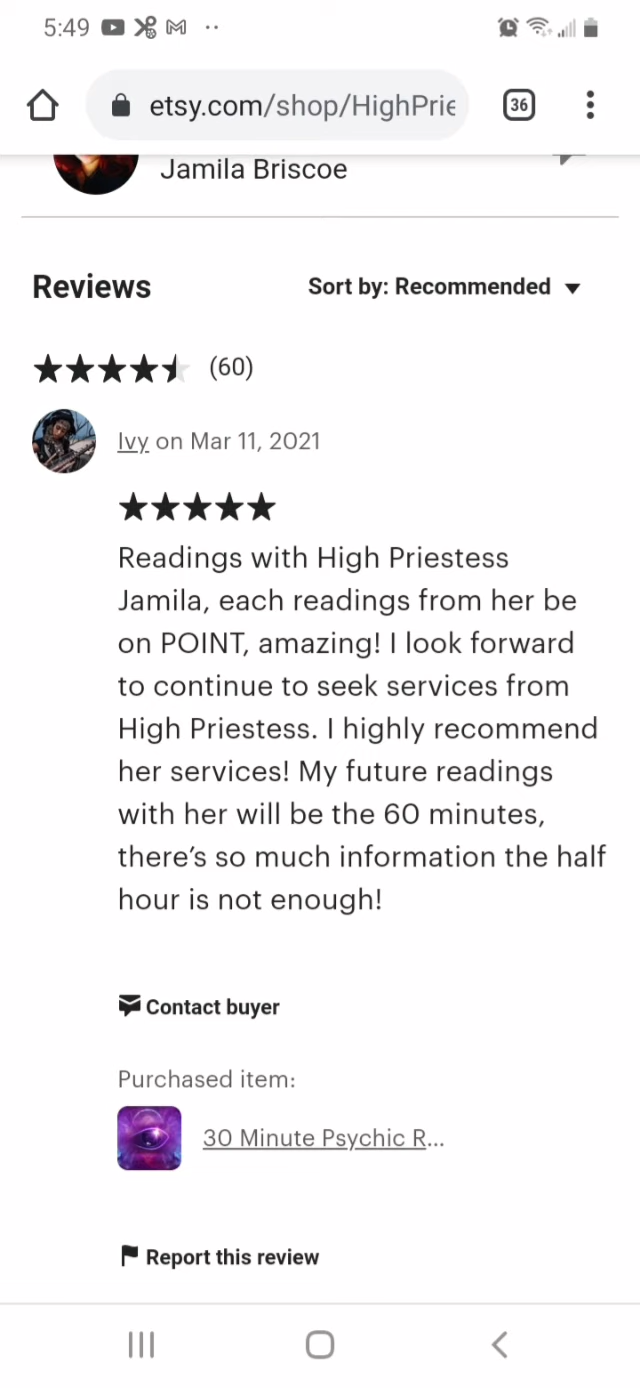 5:49
etsy.com/shop/HighPrie
36
Jamila Briscoe
Reviews
Sort by: Recommended
(60)
Ivy on Mar 11, 2021
Readings with High Priestess
Jamila, each readings from her be
on POINT, amazing! I look forward
to continue to seek services from
High Priestess. I highly recommend
her services! My future readings
with her will be the 60 minutes,
there's so much information the half
hour is not enough!
Contact buyer
Purchased item:
30 Minute Psychic R...
Report this review